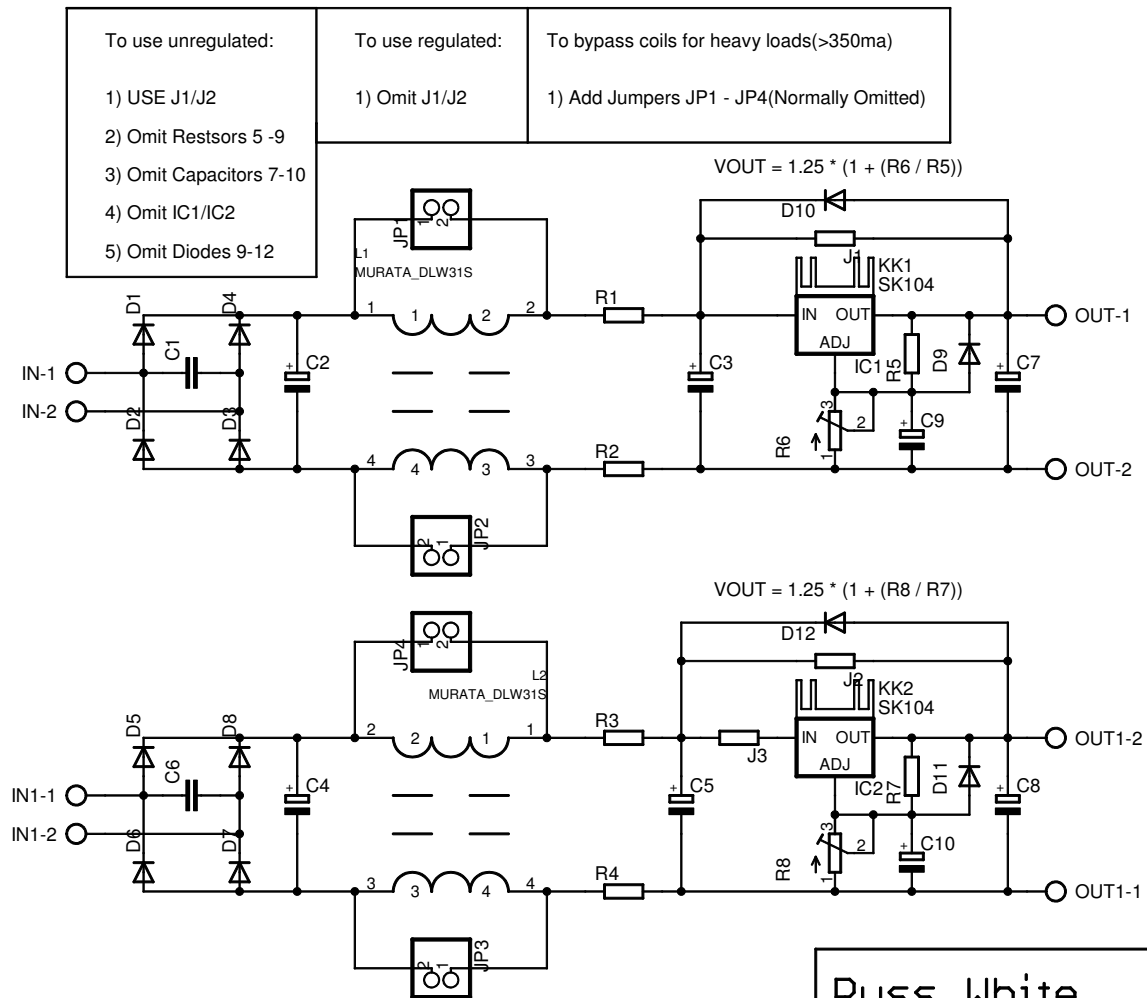 To use unregulated:
1) USE J1/J2
2) Omit Restsors 5 -9
3) Omit Capacitors 7-10
4) Omit IC1/IC2
5) Omit Diodes 9-12
To use regulated:
1) Omit J1/J2
To bypass coils for heavy loads(>350ma)
1) Add Jumpers JP1 - JP4(Normally Omitted)
VOUT = 1.25 * (1 + (R6 / R5))
D10
J1
KK1
SK104
JP1
1 2
L1
MURATA_DLW31S
1 1 2 2
D1
D4
C1
D2
D3
IN-1
IN-2
+
C2
R1
+
C3
IN OUT
ADJ
IC1
R5
D9
+
C7
OUT-1
R6
3
2
1
+
C9
4 4 3 3
R2
OUT-2
2 1
JP2
VOUT = 1.25 * (1 + (R8 / R7))
D12
J2
KK2
SK104
JP4
1 2
L2
MURATA_DLW31S
2 2 1 1
D5
D8
C6
D6
D7
IN1-1
IN1-2
+
C4
R3
J3
+
C5
IN OUT
ADJ
IC2
R7
D11
+
C8
OUT1-2
R8
3
2
1
+
C10
3 3 4 4
R4
OUT1-1
2 1
JP3
Russ White